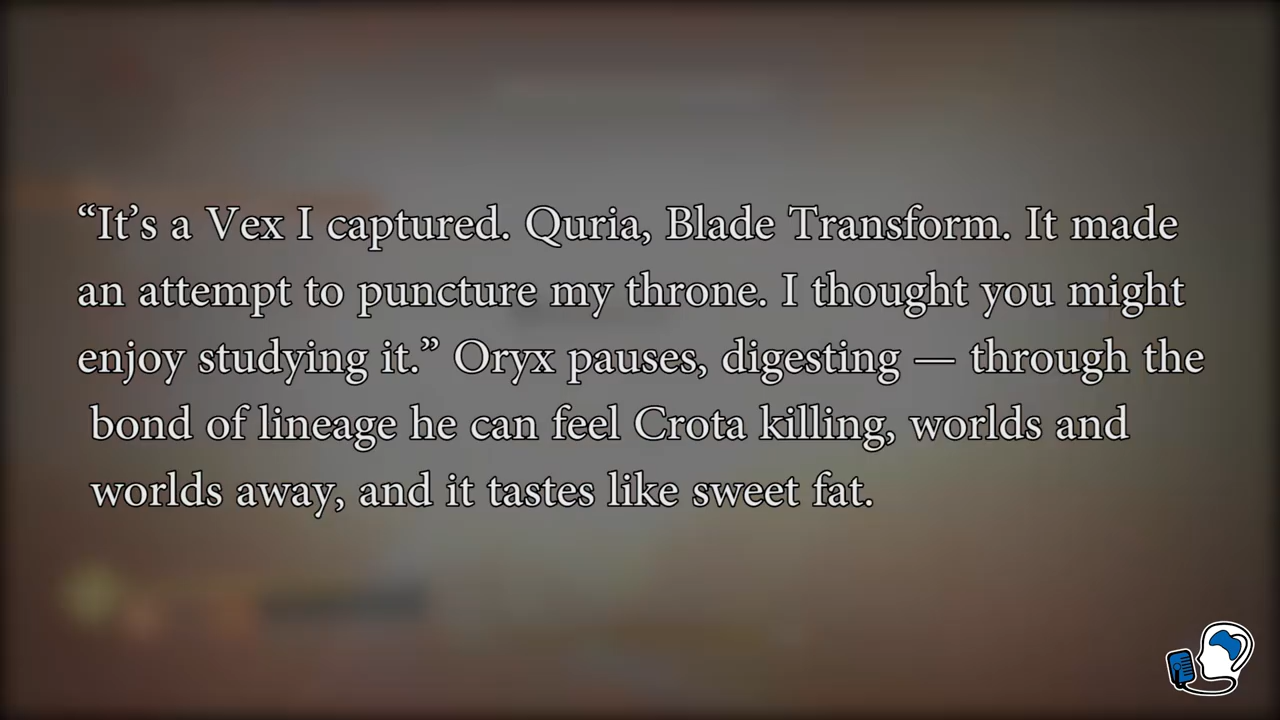 “It’s a Vex I captured. Quria, Blade Transform. It made
an attempt to puncture my throne. I thought you might
enjoy studying it.” Oryx pauses, digesting — through the
bond of lineage he can feel Crota killing, worlds and
worlds away, and it tastes like sweet fat.